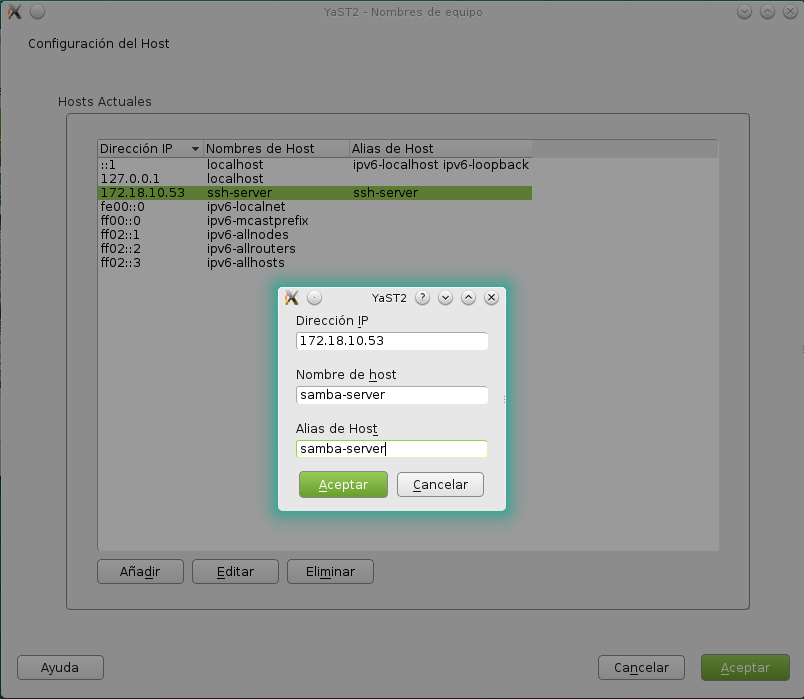 YaST2 - Nombres de equipo
Configuración del Host
Hosts Actuales
Dirección IP Nombres de Host Alias de Host
::1 localhost ipv6-localhost ipv6-loopback
127.0.0.1 localhost
172.18.10.53 ssh-server ssh-server
fe00::0 ipv6-localnet
ff00::0 ipv6-mcastprefix
ff02::1 ipv6-allnodes
ff02::2 ipv6-allrouters
ff02::3 ipv6-allhosts
YaST2 ?
Dirección IP
172.18.10.53
Nombre de host
samba-server
Alias de Host
samba-server
Aceptar Cancelar
Añadir Editar Eliminar
Ayuda Cancelar Aceptar